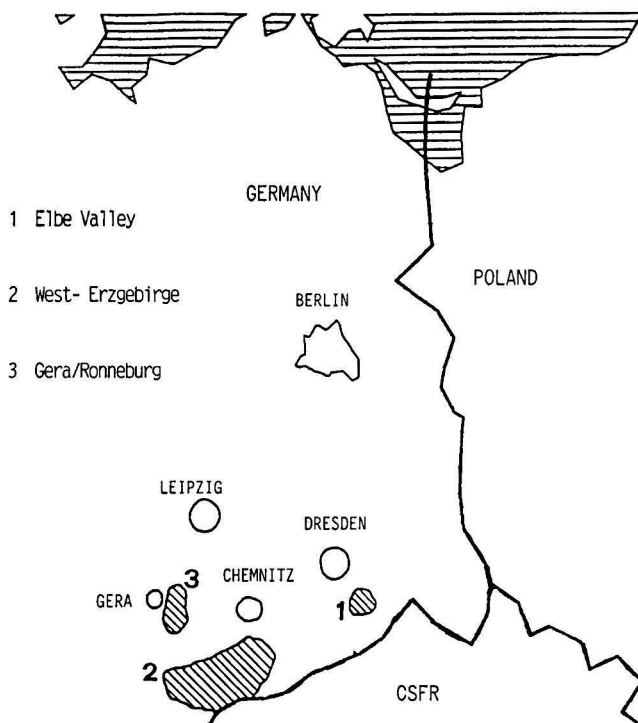 GERMANY
1 Elbe Valley
POLAND
2 West- Erzgebirge
BERLIN
3 Gera/Ronneburg
LEIPZIG
DRESDEN
3
CHEMNITZ
GERA
1
2
CSFR